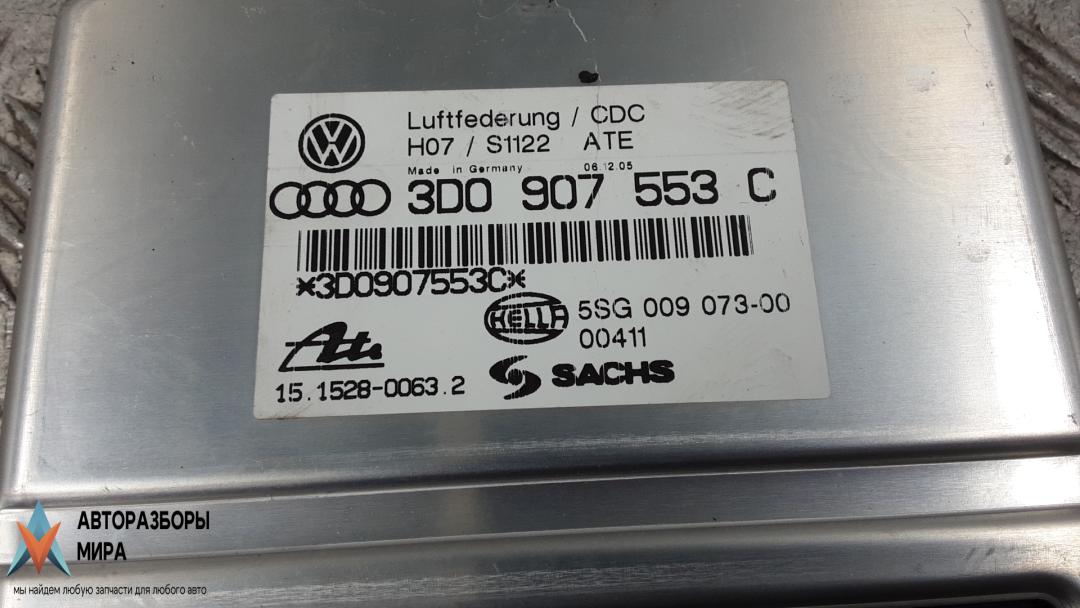 Luftfederung / CDC
H07 / S1122 ATE
Made in Germany 06.12.05
3D0 907 553 C
*3D0907553C*
HELLA 5SG 009 073-00
00411
Ate
SACHS
15.1528-0063.2
АВТОРАЗБОРЫ
МИРА
мы найдем любую запчасти для любого авто